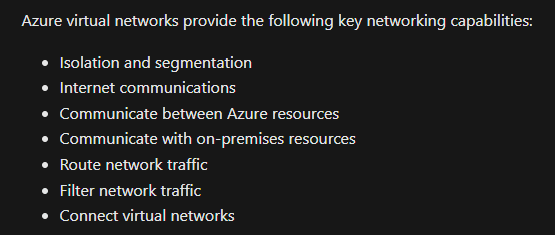 Azure virtual networks provide the following key networking capabilities:
• Isolation and segmentation
• Internet communications
• Communicate between Azure resources
• Communicate with on-premises resources
• Route network traffic
• Filter network traffic
• Connect virtual networks